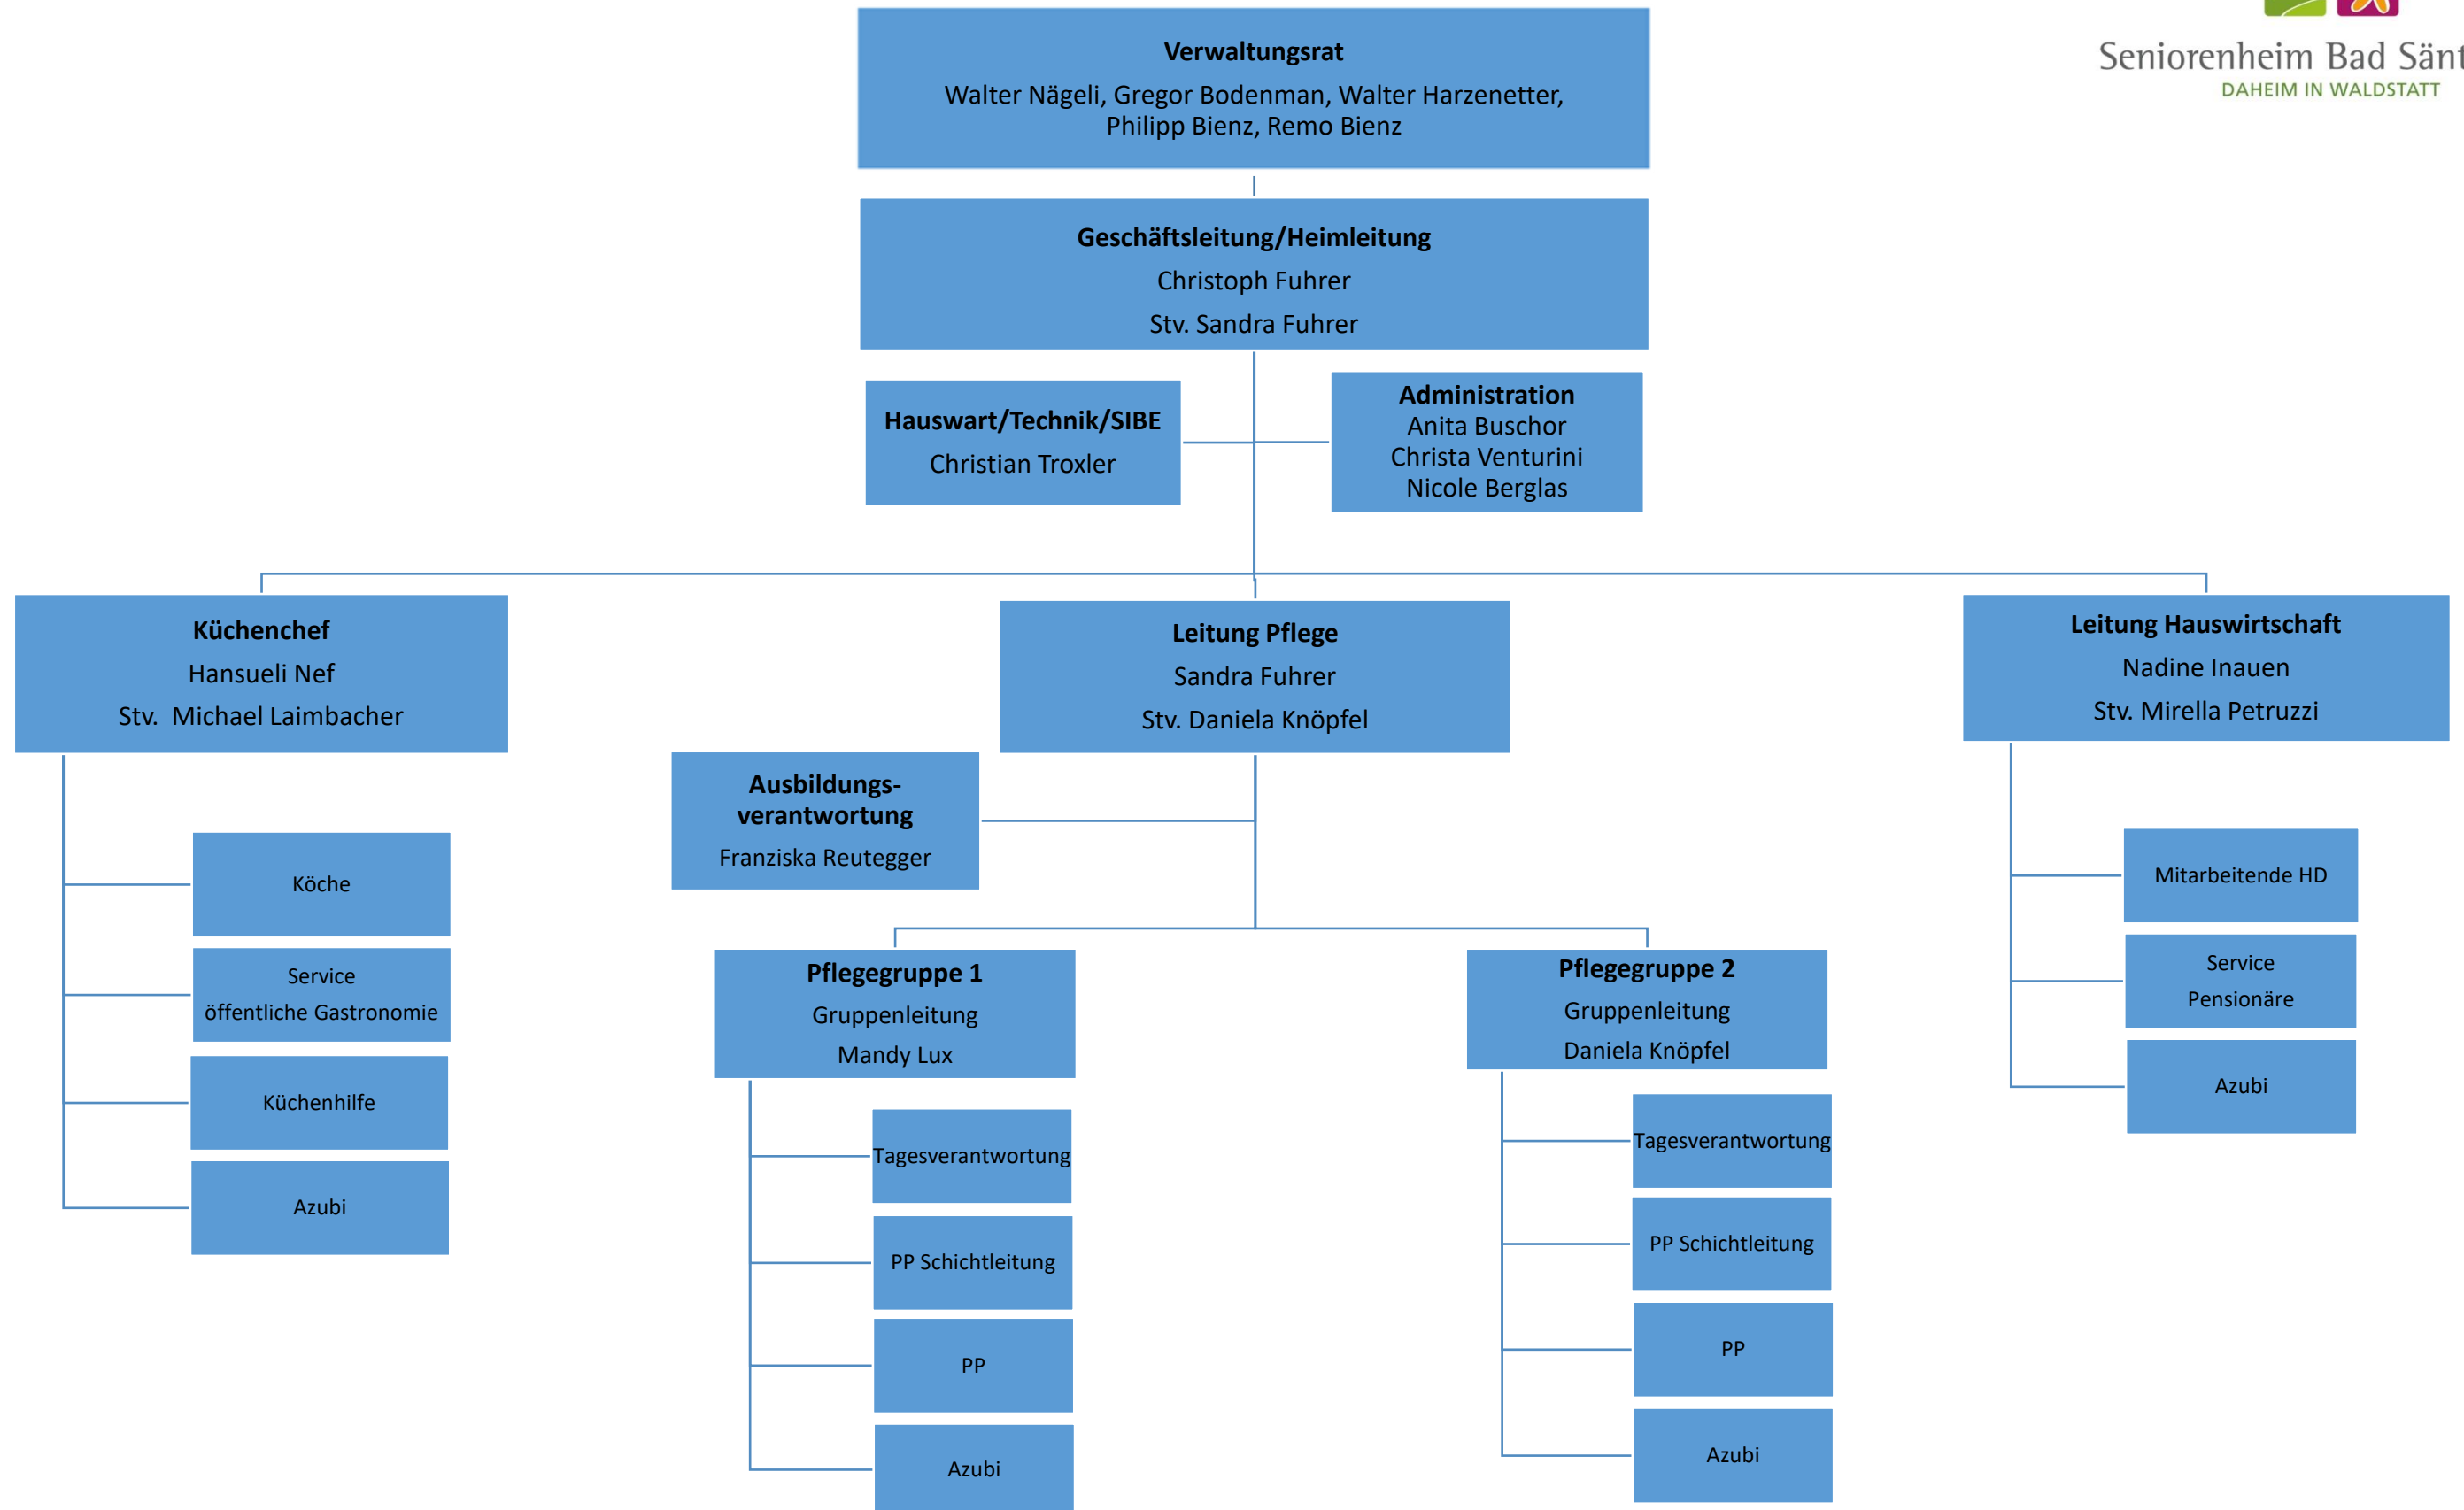 Seniorenheim Bad
DAHEIM IN WALDSTATT
Verwaltungsrat
Walter Nägeli, Gregor Bodenman, Walter Harzenetter,
Philipp Bienz, Remo Bienz
Geschäftsleitung/Heimleitung
Christoph Fuhrer
Stv. Sandra Fuhrer
Hauswart/Technik/SIBE
Christian Troxler
Administration
Anita Buschor
Christa Venturini
Nicole Berglas
Küchenchef
Hansueli Nef
Stv. Michael Laimbacher
Köche
Service
öffentliche Gastronomie
Küchenhilfe
Azubi
Leitung Pflege
Sandra Fuhrer
Stv. Daniela Knöpfel
Ausbildungs-
verantwortung
Franziska Reutegger
Pflegegruppe 1
Gruppenleitung
Mandy Lux
Tagesverantwortung
PP Schichtleitung
PP
Azubi
Pflegegruppe 2
Gruppenleitung
Daniela Knöpfel
Tagesverantwortung
PP Schichtleitung
PP
Azubi
Leitung Hauswirtschaft
Nadine Inauen
Stv. Mirella Petruzzi
Mitarbeitende HD
Service
Pensionäre
Azubi